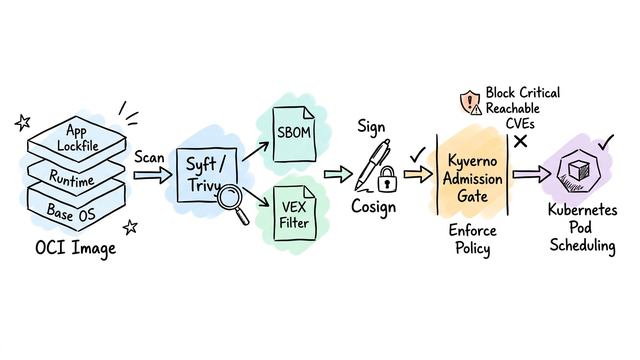 App
Lockfile
Runtime
Base OS
OCI Image
Scan
Syft /
Trivy
SBOM
VEX
Filter
Sign
Cosign
Block Critical
Reachable
CVEs
Kyverno
Admission
Gate
Enforce
Policy
Kubernetes
Pod
Scheduling